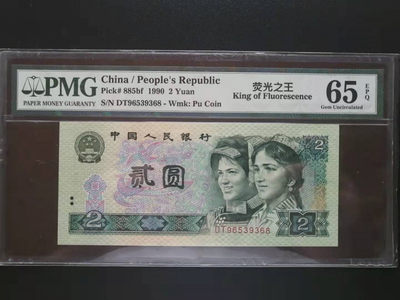 PMG
PAPER MONEY GUARANTY
China / People's Republic
Pick# 885bf 1990 2 Yuan
S/N DT96539368 - Wmk: Pu Coin
荧光之王
King of Fluorescence
65
EPQ
Gem Uncirculated
中国人民银行
贰圆
2
2
2
DT96539368